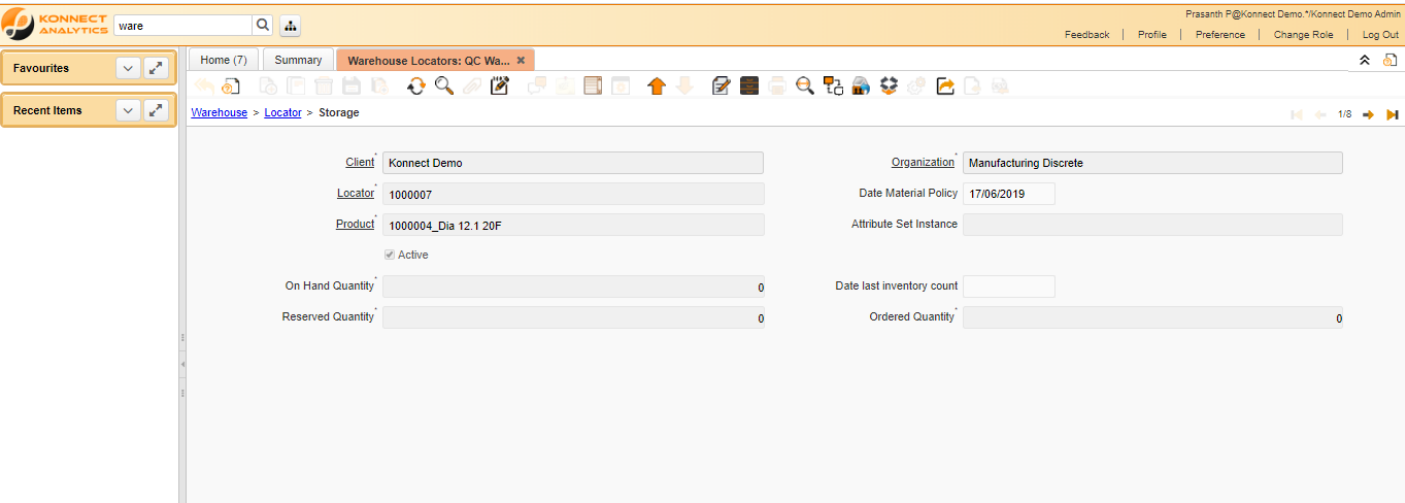 KONNECT
ANALYTICS
ware
Prasanth P@Konnect Demo.*/Konnect Demo Admin
Feedback | Profile | Preference | Change Role | Log Out
Favourites
Recent Items
Home (7) Summary Warehouse Locators: QC Wa... ✖
Warehouse > Locator > Storage
1/8
Client* Konnect Demo Organization* Manufacturing Discrete
Locator* 1000007 Date Material Policy 17/06/2019
Product* 1000004_Dia 12.1 20F Attribute Set Instance
Active
On Hand Quantity* 0 Date last inventory count
Reserved Quantity* 0 Ordered Quantity* 0